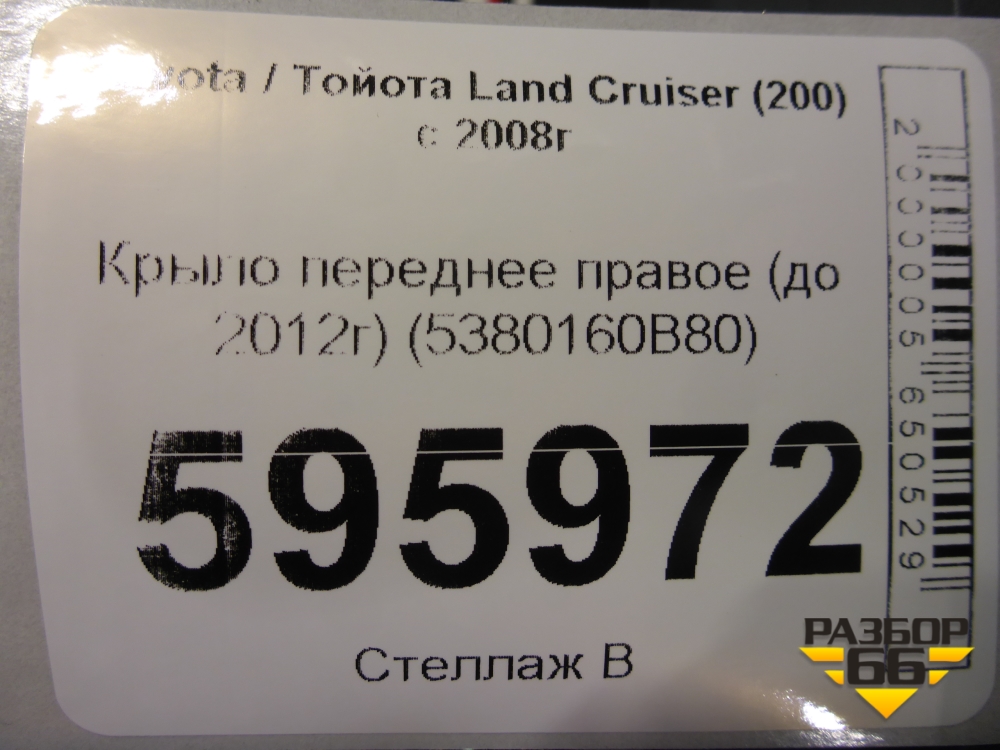 / Тойота Land Cruiser (200)
с 2008г
Крыло переднее правое (до
2012г) (5380160B80)
595972
Стеллаж В
2000005650529
РАЗБОР
66